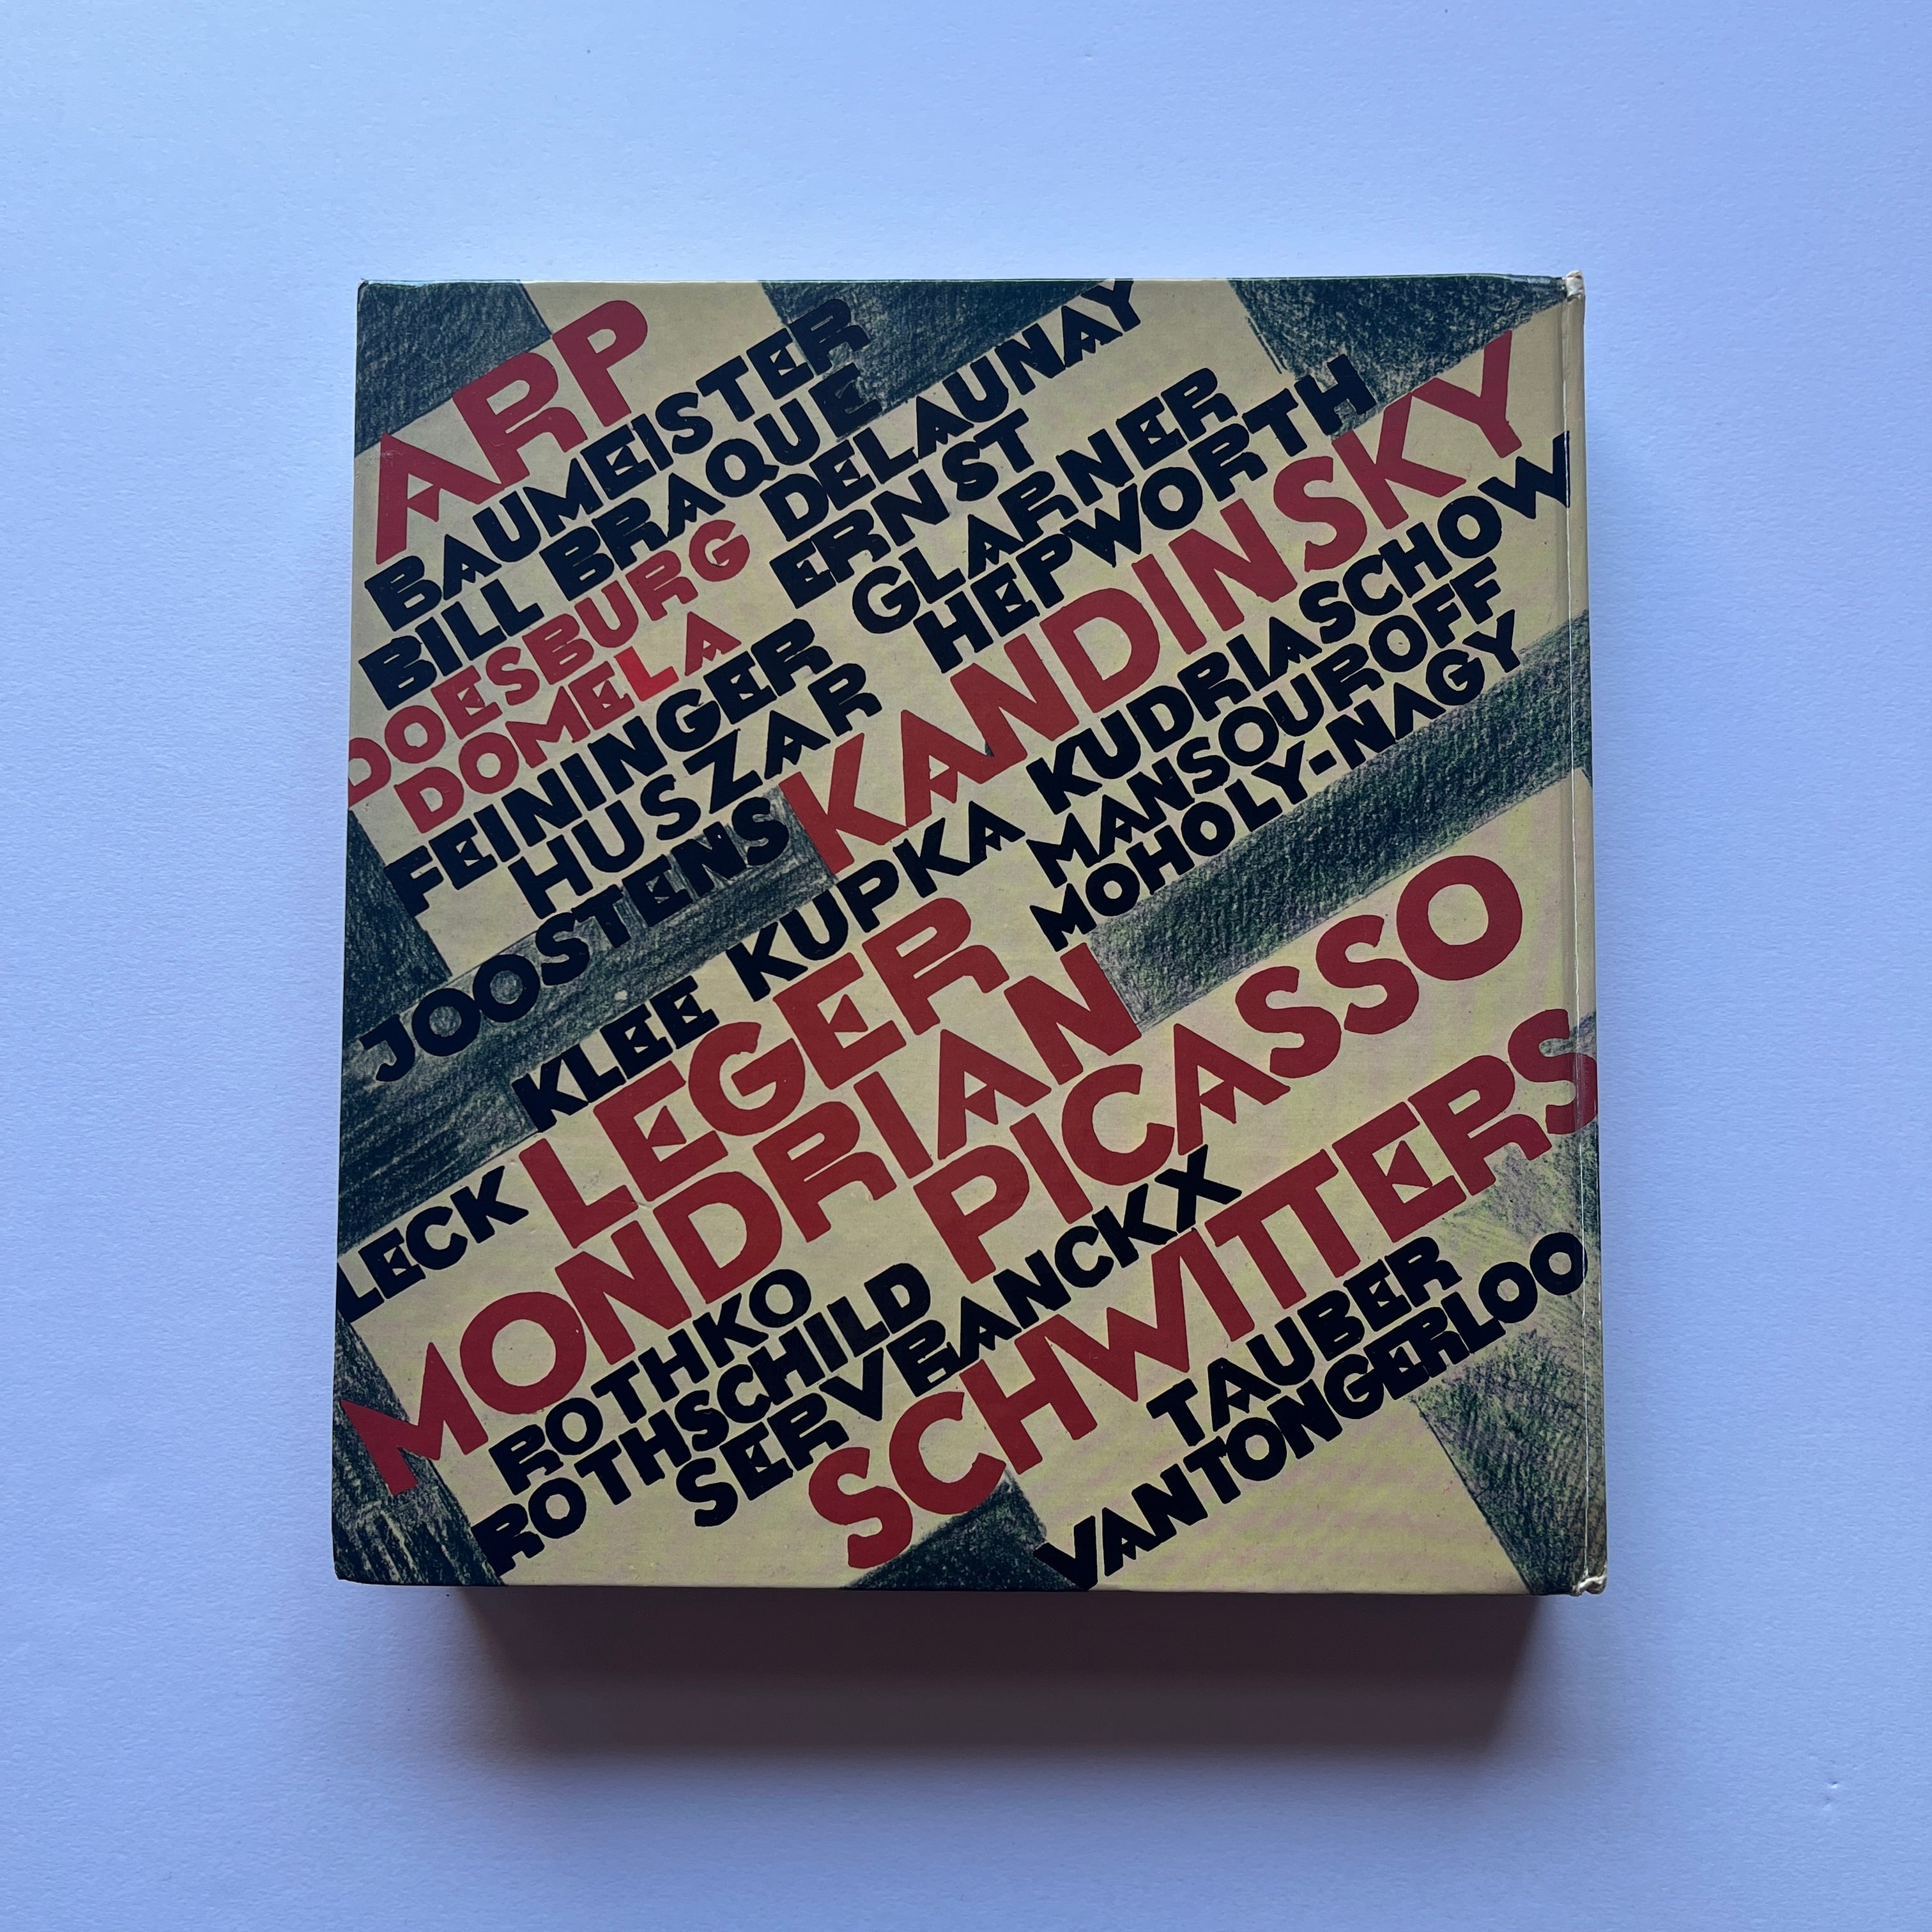 ARP
BAUMEISTER
BILL BRAQUE
DELAUNAY
DOESBURG
ERNST
DOMELA
GLARNER
FEININGER
HEPWORTH
HUSZAR
KANDINSKY
JOOSTENS
KLEE KUPKA KUDRIASCHOW
MANSOUROFF
MOHOLY-NAGY
LECK LEGER
MONDRIAN
PICASSO
ROTHKO
ROTHSCHILD
SERVBANCKX
SCHWITTERS
TAUBER
VANTONGERLOO